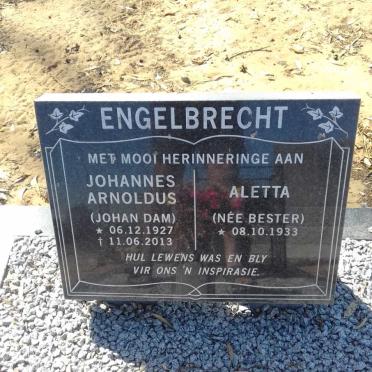 ENGELBRECHT
MET MOOI HERINNERINGE AAN
JOHANNES
ARNOLDUS
(JOHAN DAM)
* 06.12.1927
† 11.06.2013
ALETTA
(NÉE BESTER)
* 08.10.1933
HUL LEWENS WAS EN BLY
VIR ONS 'N INSPIRASIE.